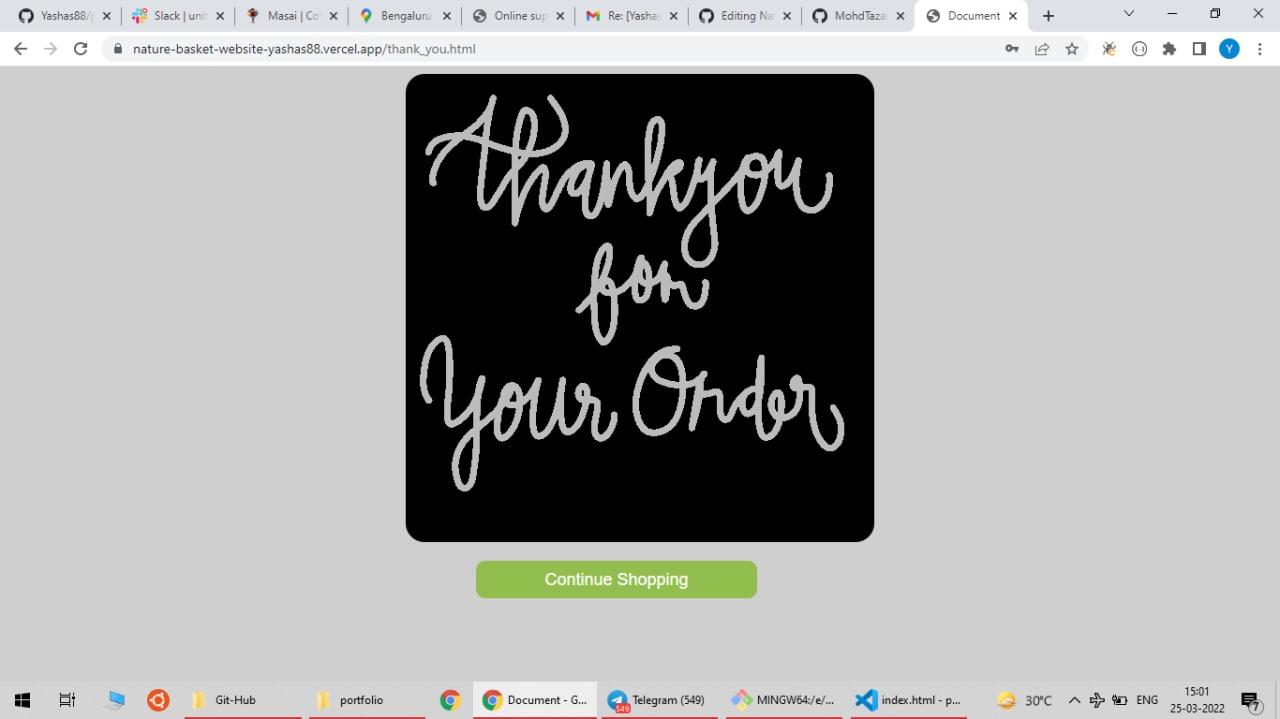 Yashas88/p
Slack | unit
Masai | Co
Bengaluru
Online sup
Re: [Yashas
Editing Na
MohdTaza
Document
nature-basket-website-yashas88.vercel.app/thank_you.html
Y
Thankyou
for
Your Order
Continue Shopping
Git-Hub
portfolio
Document - G...
Telegram (549)
549
MINGW64:/e/...
index.html - p...
30°C
ENG
15:01
25-03-2022
7